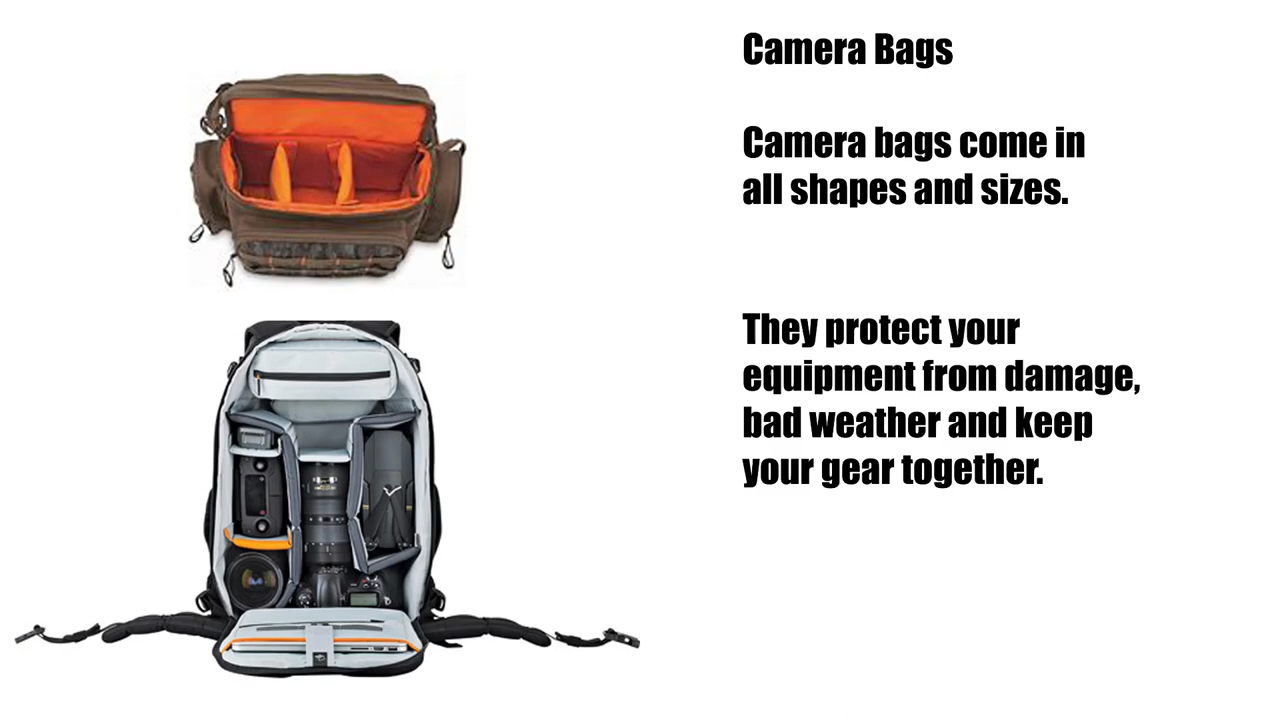 Camera Bags
Camera bags come in
all shapes and sizes.
They protect your
equipment from damage,
bad weather and keep
your gear together.